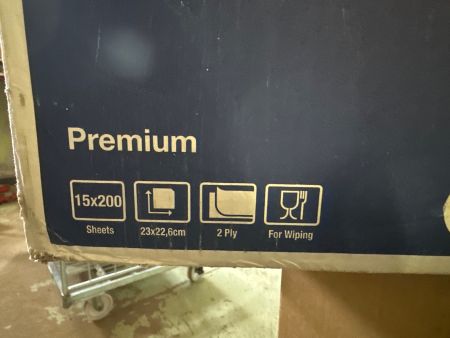 Premium
15x200
Sheets
23x22,6cm
2 Ply
For Wiping